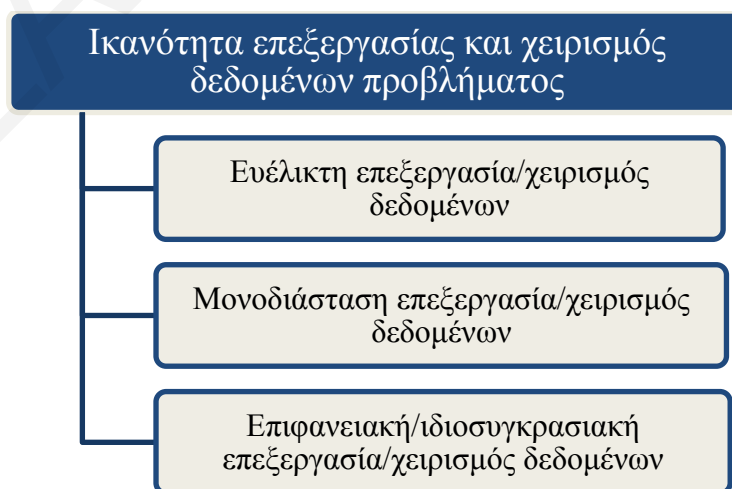 Ικανότητα επεξεργασίας και χειρισμός
δεδομένων προβλήματος
Ευέλικτη επεξεργασία/χειρισμός
δεδομένων
Μονοδιάσταση επεξεργασία/χειρισμός
δεδομένων
Επιφανειακή/ιδιοσυγκρασιακή
επεξεργασία/χειρισμός δεδομένων